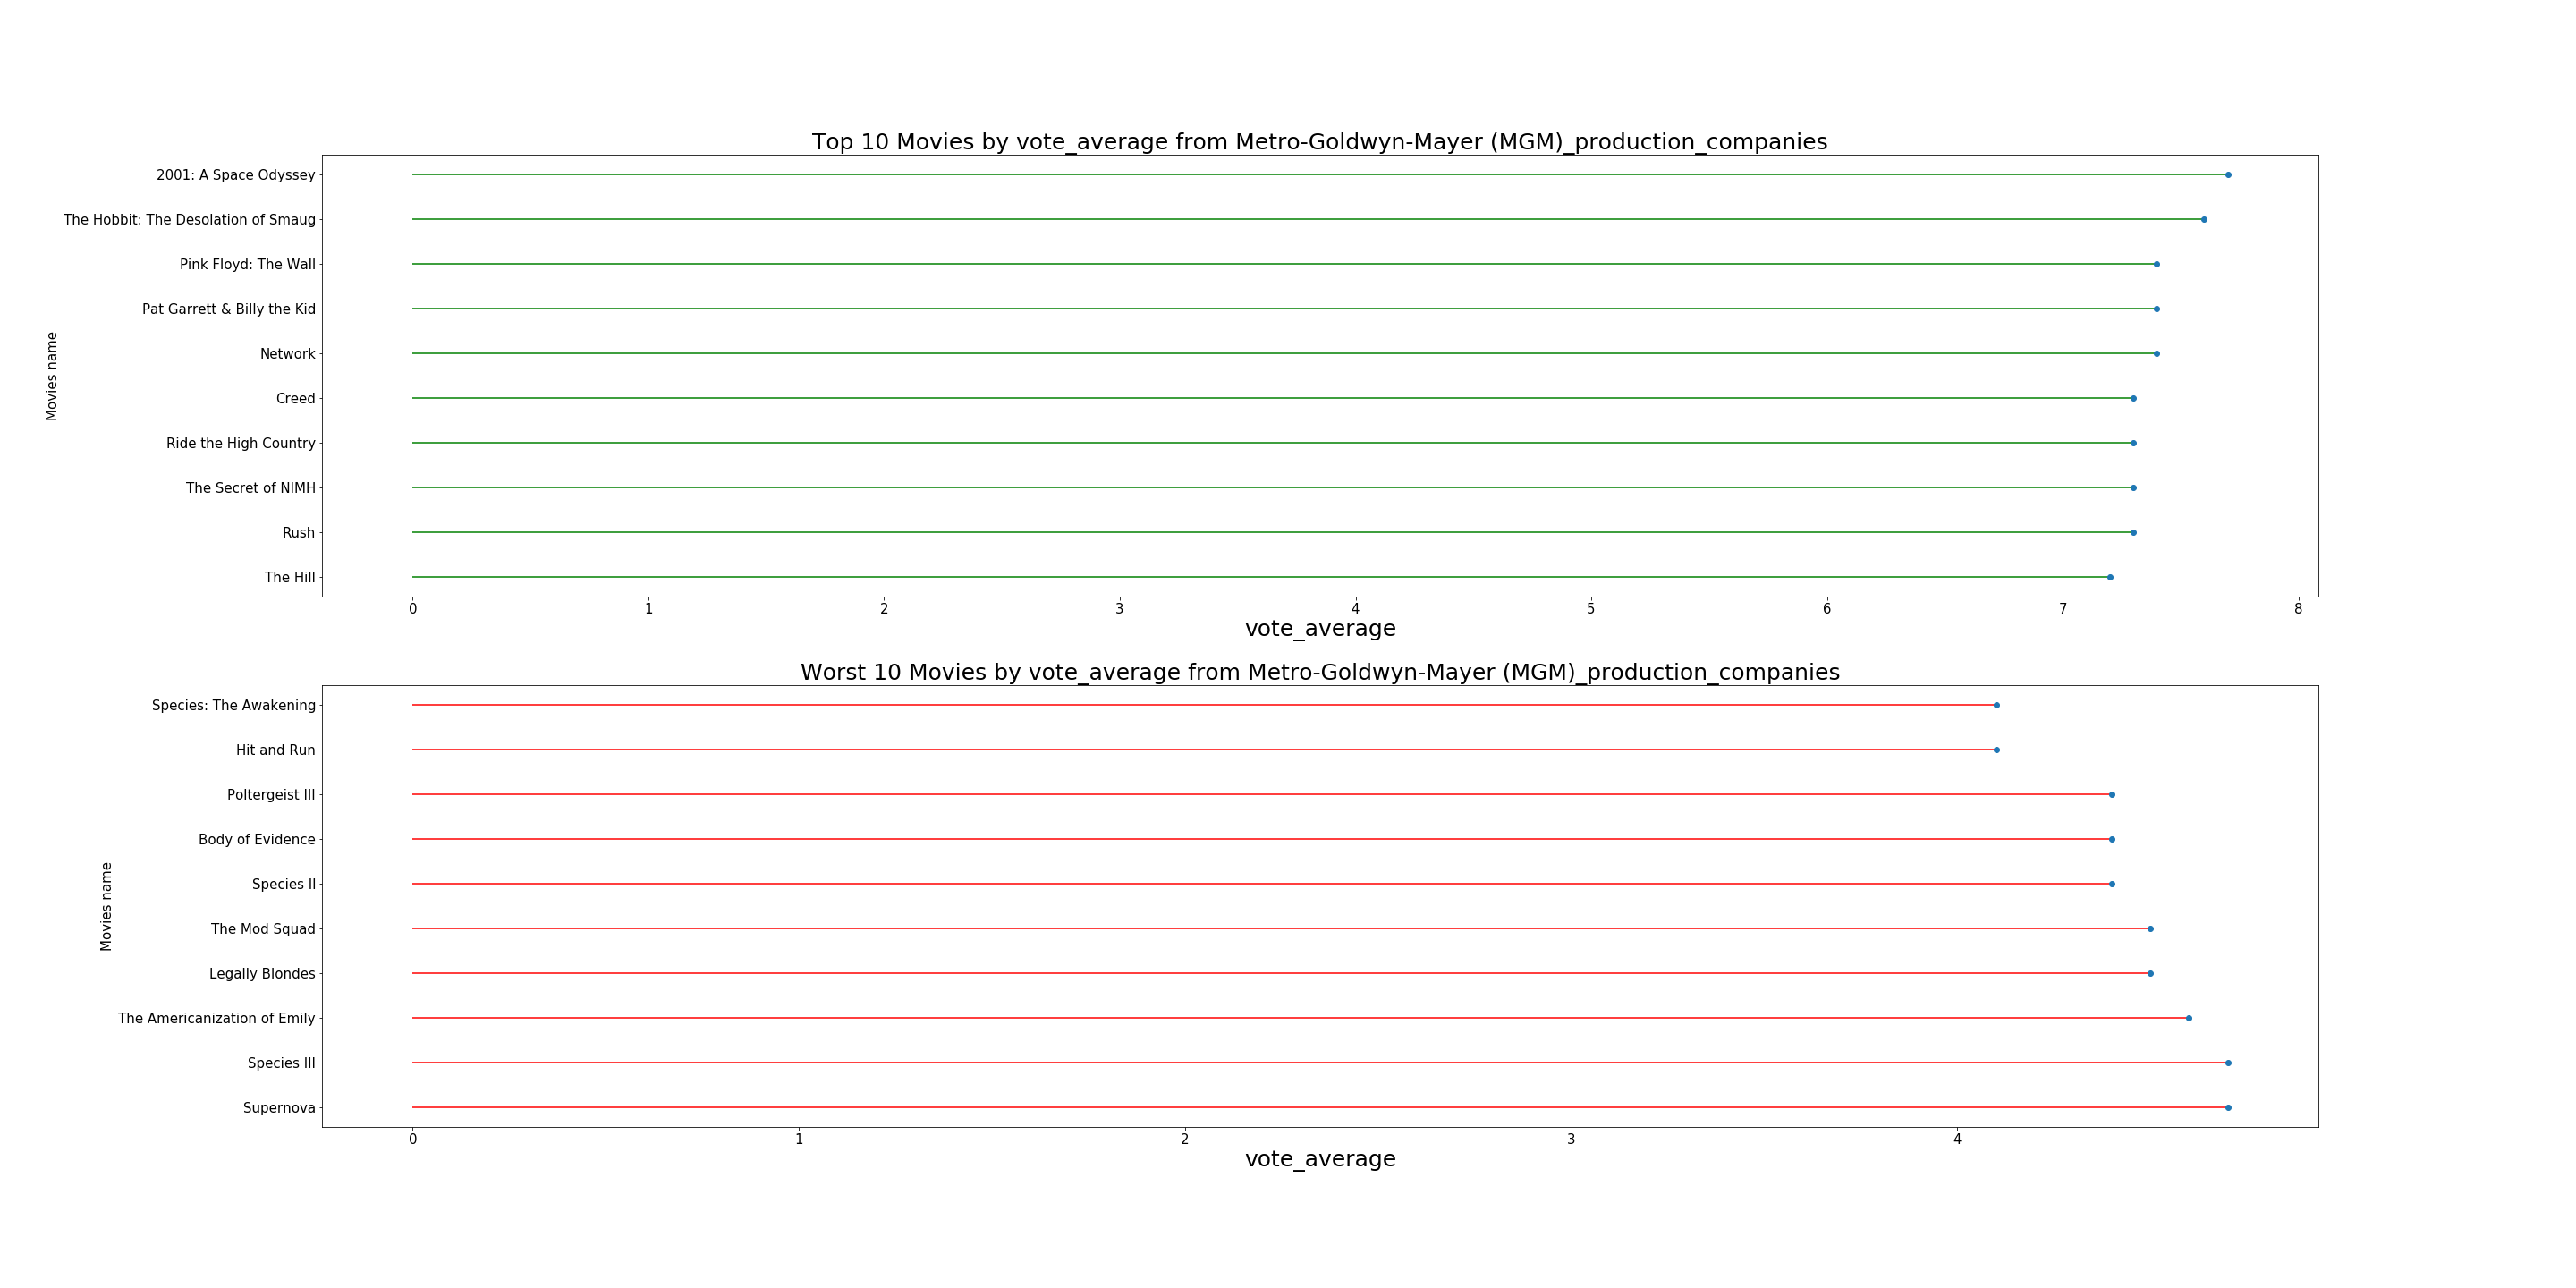 Top 10 Movies by vote_average from Metro-Goldwyn-Mayer (MGM)_production_companies
Movies name
2001: A Space Odyssey
The Hobbit: The Desolation of Smaug
Pink Floyd: The Wall
Pat Garrett & Billy the Kid
Network
Creed
Ride the High Country
The Secret of NIMH
Rush
The Hill
0 1 2 3 4 5 6 7 8
vote_average
Worst 10 Movies by vote_average from Metro-Goldwyn-Mayer (MGM)_production_companies
Movies name
Species: The Awakening
Hit and Run
Poltergeist III
Body of Evidence
Species II
The Mod Squad
Legally Blondes
The Americanization of Emily
Species III
Supernova
0 1 2 3 4
vote_average